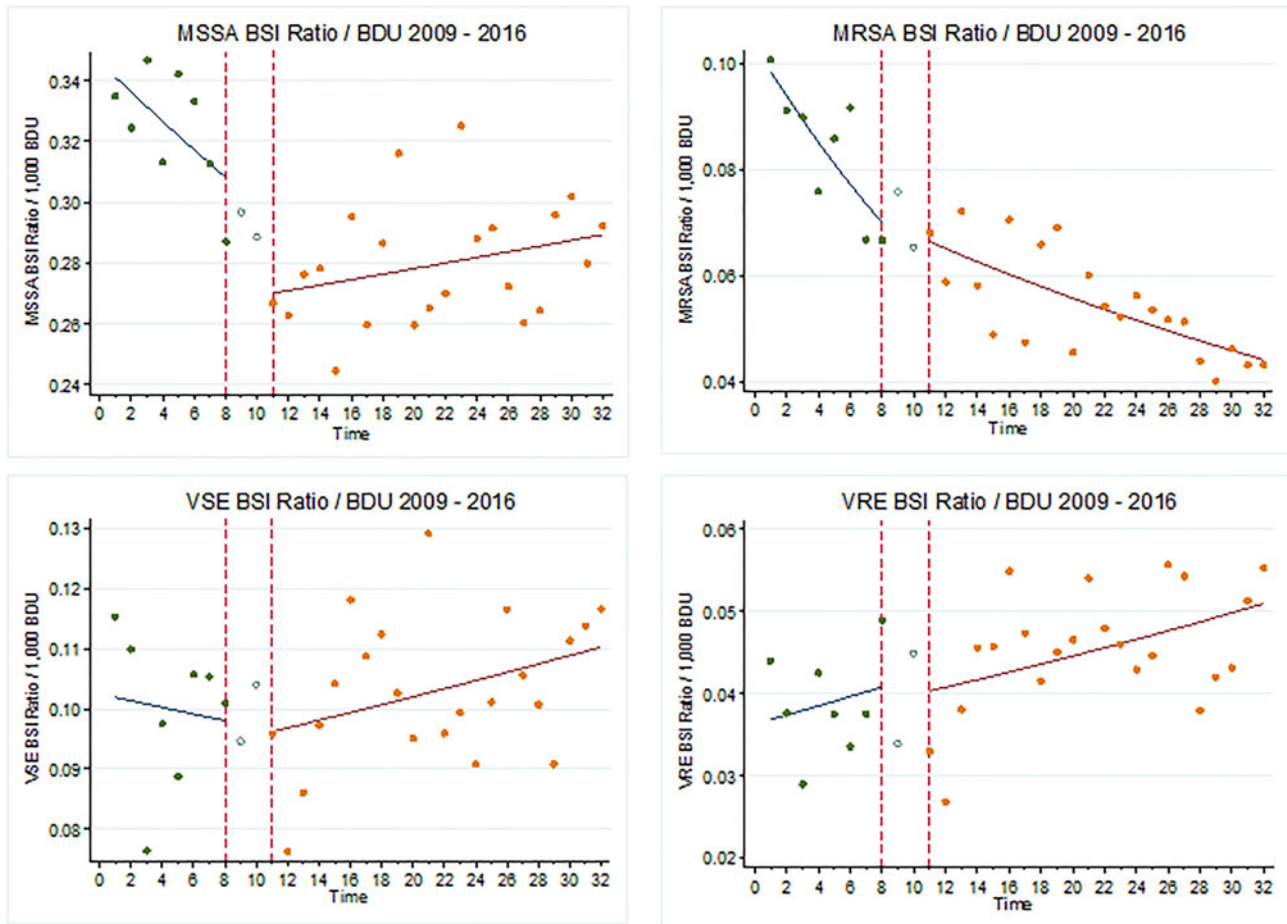 MSSA BSI Ratio / BDU 2009 - 2016
MSSA BSI Ratio / 1,000 BDU
0.34
0.32
0.30
0.28
0.26
0.24
0 2 4 6 8 10 12 14 16 18 20 22 24 26 28 30 32
Time
MRSA BSI Ratio / BDU 2009 - 2016
MRSA BSI Ratio / 1,000 BDU
0.10
0.08
0.06
0.04
0 2 4 6 8 10 12 14 16 18 20 22 24 26 28 30 32
Time
VSE BSI Ratio / BDU 2009 - 2016
VSE BSI Ratio / 1,000 BDU
0.13
0.12
0.11
0.10
0.09
0.08
0 2 4 6 8 10 12 14 16 18 20 22 24 26 28 30 32
Time
VRE BSI Ratio / BDU 2009 - 2016
VRE BSI Ratio / 1,000 BDU
0.06
0.05
0.04
0.03
0.02
0 2 4 6 8 10 12 14 16 18 20 22 24 26 28 30 32
Time